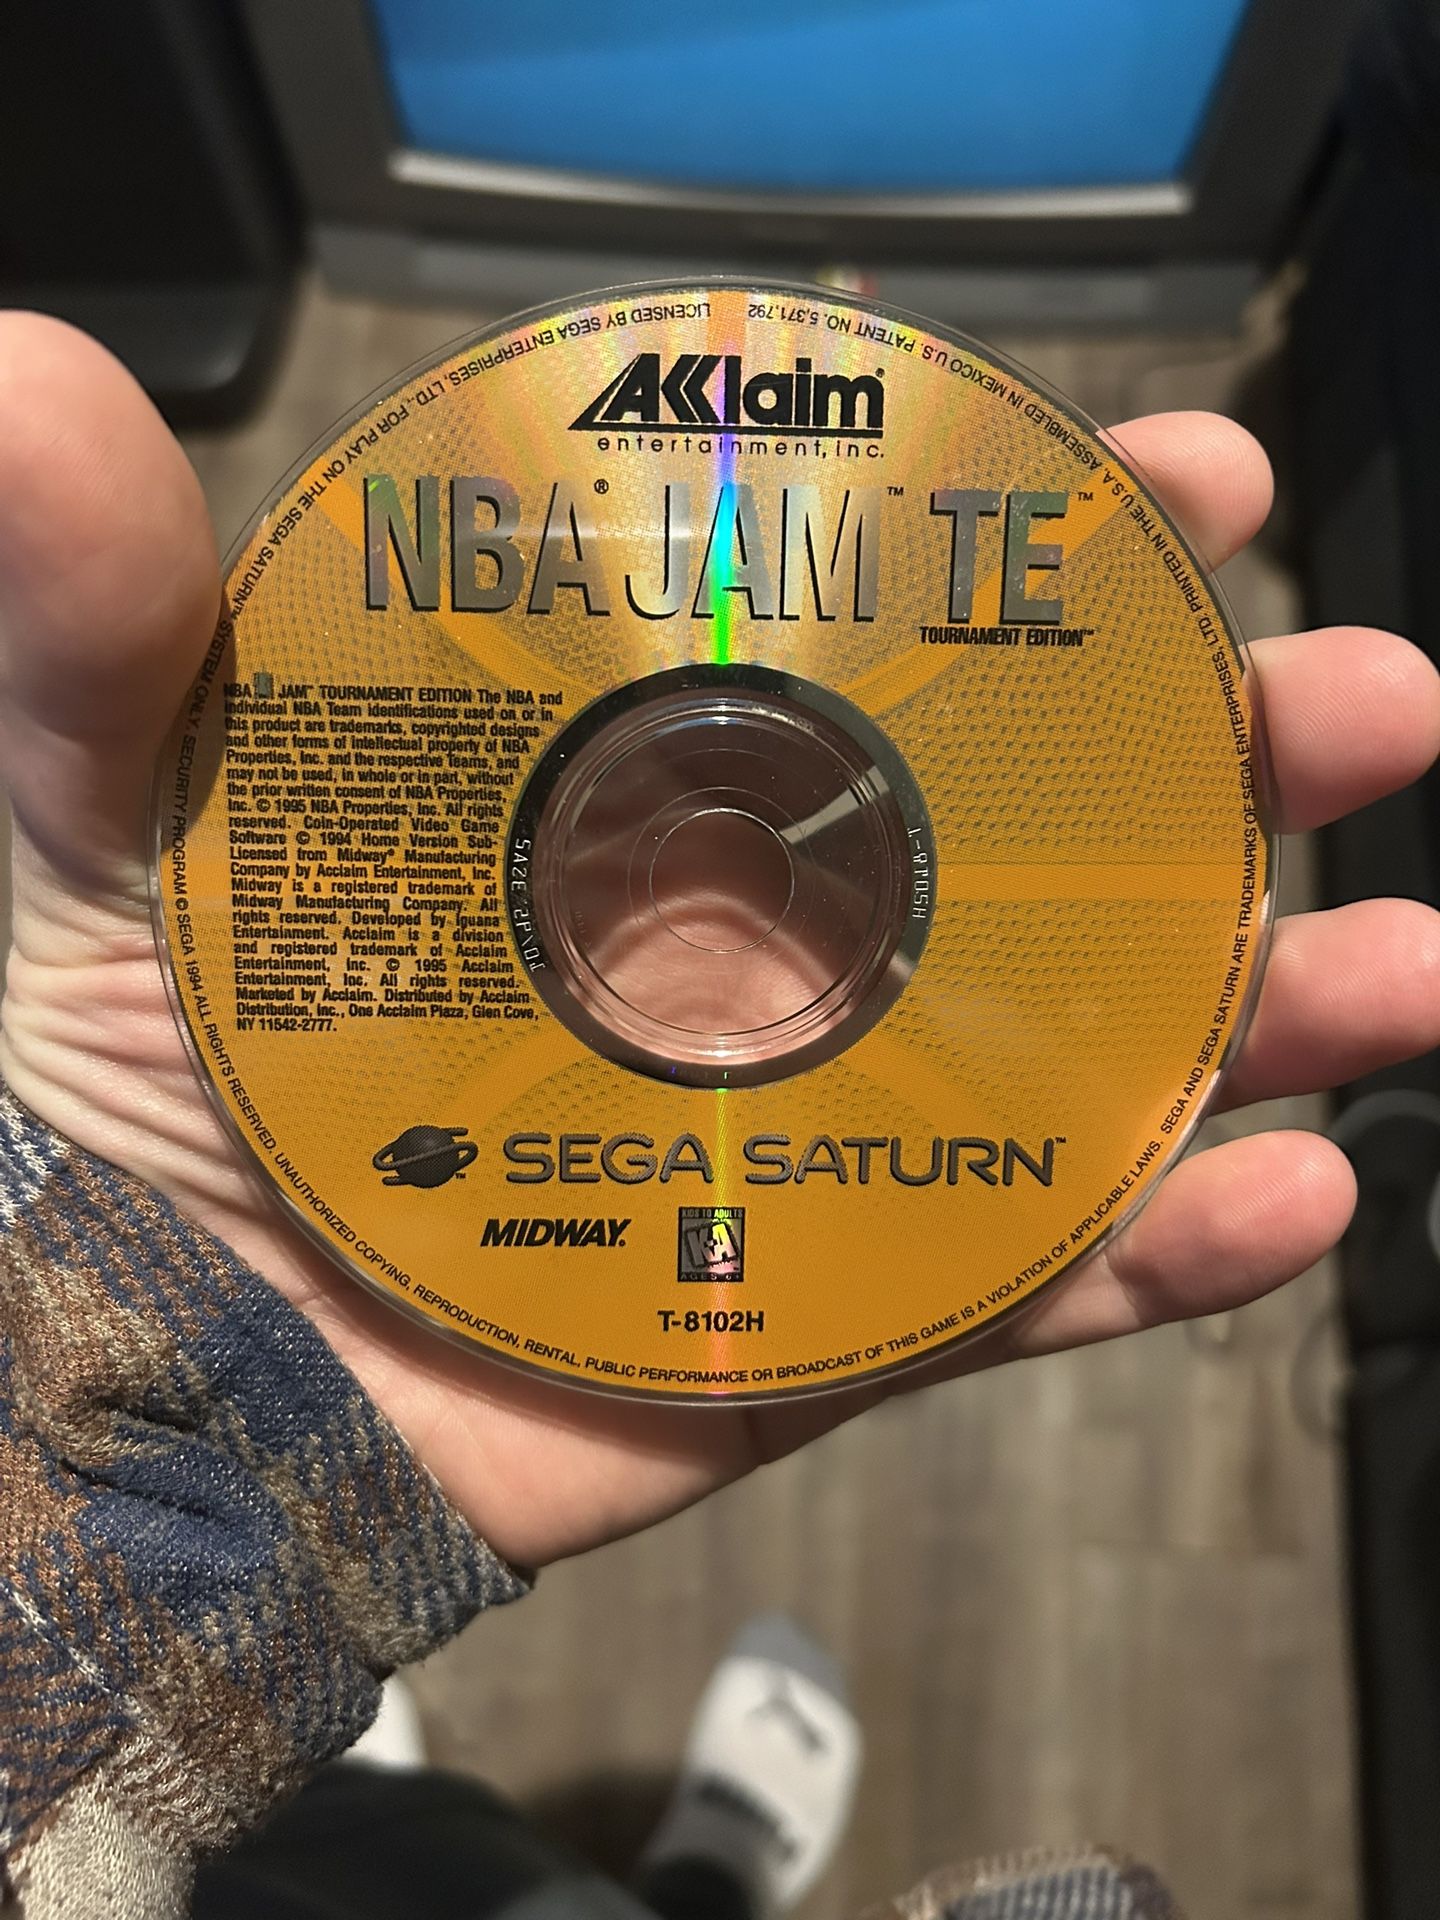 LICENSED BY SEGA ENTERPRISES, LTD. FOR PLAY ON THE SEGA SATURN™ SYSTEM ONLY. SECURITY PROGRAM © SEGA 1994 ALL RIGHTS RESERVED. UNAUTHORIZED COPYING, REPRODUCTION, RENTAL, PUBLIC PERFORMANCE OR BROADCAST OF THIS GAME IS A VIOLATION OF APPLICABLE LAWS. SEGA AND SEGA SATURN ARE TRADEMARKS OF SEGA ENTERPRISES, LTD. PRINTED IN THE U.S.A. ASSEMBLED IN MEXICO U.S. PATENT NO. 5,371,792
AKKlaim®
entertainment, inc.
NBA® JAM™ TE™
TOURNAMENT EDITION™
NBA JAM™ TOURNAMENT EDITION The NBA and
individual NBA Team identifications used on or in
this product are trademarks, copyrighted designs
and other forms of intellectual property of NBA
Properties, Inc. and the respective Teams, and
may not be used, in whole or in part, without
the prior written consent of NBA Properties,
Inc. © 1995 NBA Properties, Inc. All rights
reserved. Coin-Operated Video Game
Software © 1994 Home Version Sub-
Licensed from Midway® Manufacturing
Company by Acclaim Entertainment, Inc.
Midway is a registered trademark of
Midway Manufacturing Company. All
rights reserved. Developed by Iguana
Entertainment. Acclaim is a division
and registered trademark of Acclaim
Entertainment, Inc. © 1995 Acclaim
Entertainment, Inc. All rights reserved.
Marketed by Acclaim. Distributed by Acclaim
Distribution, Inc., One Acclaim Plaza, Glen Cove,
NY 11542-2777.
SEGA SATURN™
MIDWAY.
KIDS TO ADULTS
K-A
AGES 6+
T-8102H